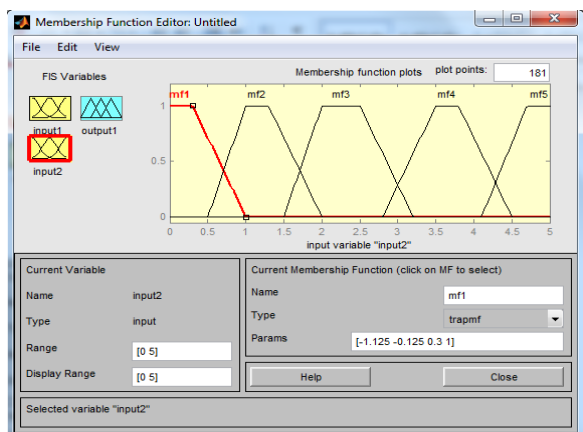 Membership Function Editor: Untitled
File Edit View
FIS Variables
input1 output1
input2
Membership function plots plot points: 181
mf1 mf2 mf3 mf4 mf5
1
0.5
0
0 0.5 1 1.5 2 2.5 3 3.5 4 4.5 5
input variable "input2"
Current Variable
Name input2
Type input
Range [0 5]
Display Range [0 5]
Current Membership Function (click on MF to select)
Name mf1
Type trapmf
Params [-1.125 -0.125 0.3 1]
Help Close
Selected variable "input2"